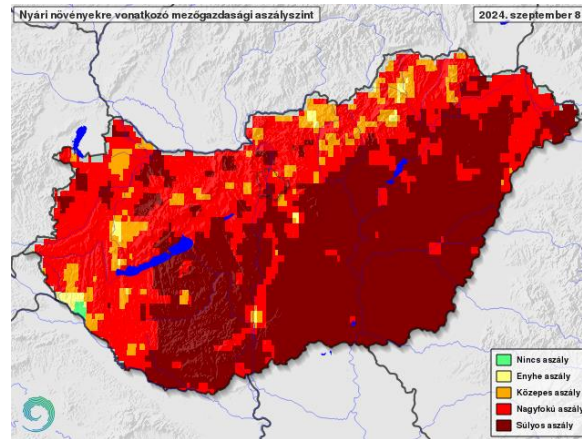 Nyári növényekre vonatkozó mezőgazdasági aszályszint
2024. szeptember 8
Nincs aszály
Enyhe aszály
Közepes aszály
Nagyfokú aszály
Súlyos aszály